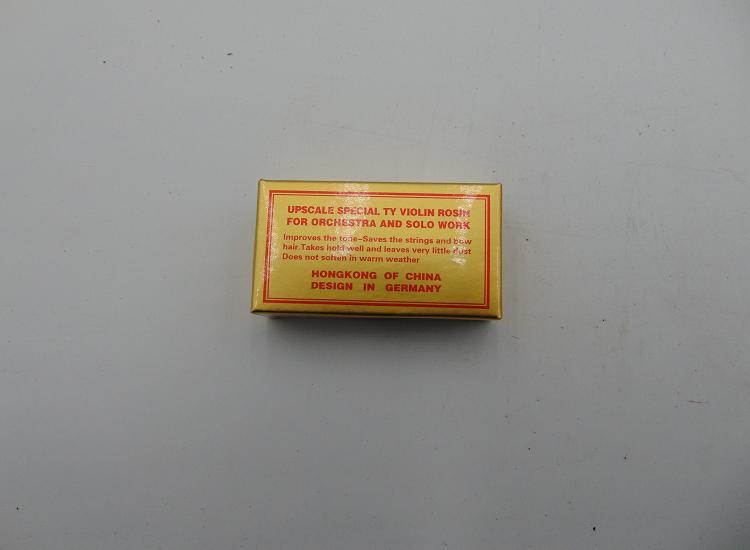 UPSCALE SPECIAL TY VIOLIN ROSIN
FOR ORCHESTRA AND SOLO WORK
Improves the tone-Saves the strings and bow
hair.Takes hold well and leaves very little dust
Does not soften in warm weather
HONGKONG OF CHINA
DESIGN IN GERMANY